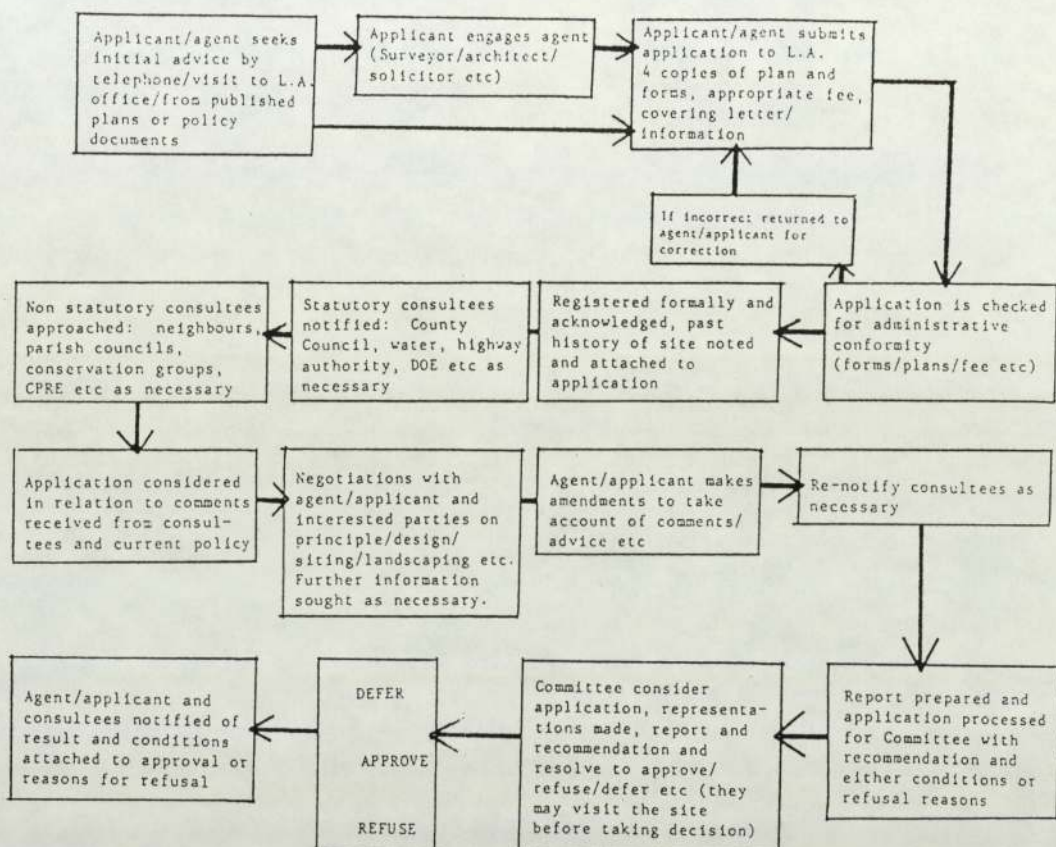 Applicant/agent seeks
initial advice by
telephone/visit to L.A.
office/from published
plans or policy
documents
Applicant engages agent
(Surveyor/architect/
solicitor etc)
Applicant/agent submits
application to L.A.
4 copies of plan and
forms, appropriate fee,
covering letter/
information
If incorrect returned to
agent/applicant for
correction
Application is checked
for administrative
conformity
(forms/plans/fee etc)
Registered formally and
acknowledged, past
history of site noted
and attached to
application
Statutory consultees
notified: County
Council, water, highway
authority, DOE etc as
necessary
Non statutory consultees
approached: neighbours,
parish councils,
conservation groups,
CPRE etc as necessary
Application considered
in relation to comments
received from consul-
tees and current policy
Negotiations with
agent/applicant and
interested parties on
principle/design/
siting/landscaping etc.
Further information
sought as necessary.
Agent/applicant makes
amendments to take
account of comments/
advice etc
Re-notify consultees as
necessary
Report prepared and
application processed
for Committee with
recommendation and
either conditions or
refusal reasons
Committee consider
application, representa-
tions made, report and
recommendation and
resolve to approve/
refuse/defer etc (they
may visit the site
before taking decision)
DEFER
APPROVE
REFUSE
Agent/applicant and
consultees notified of
result and conditions
attached to approval or
reasons for refusal